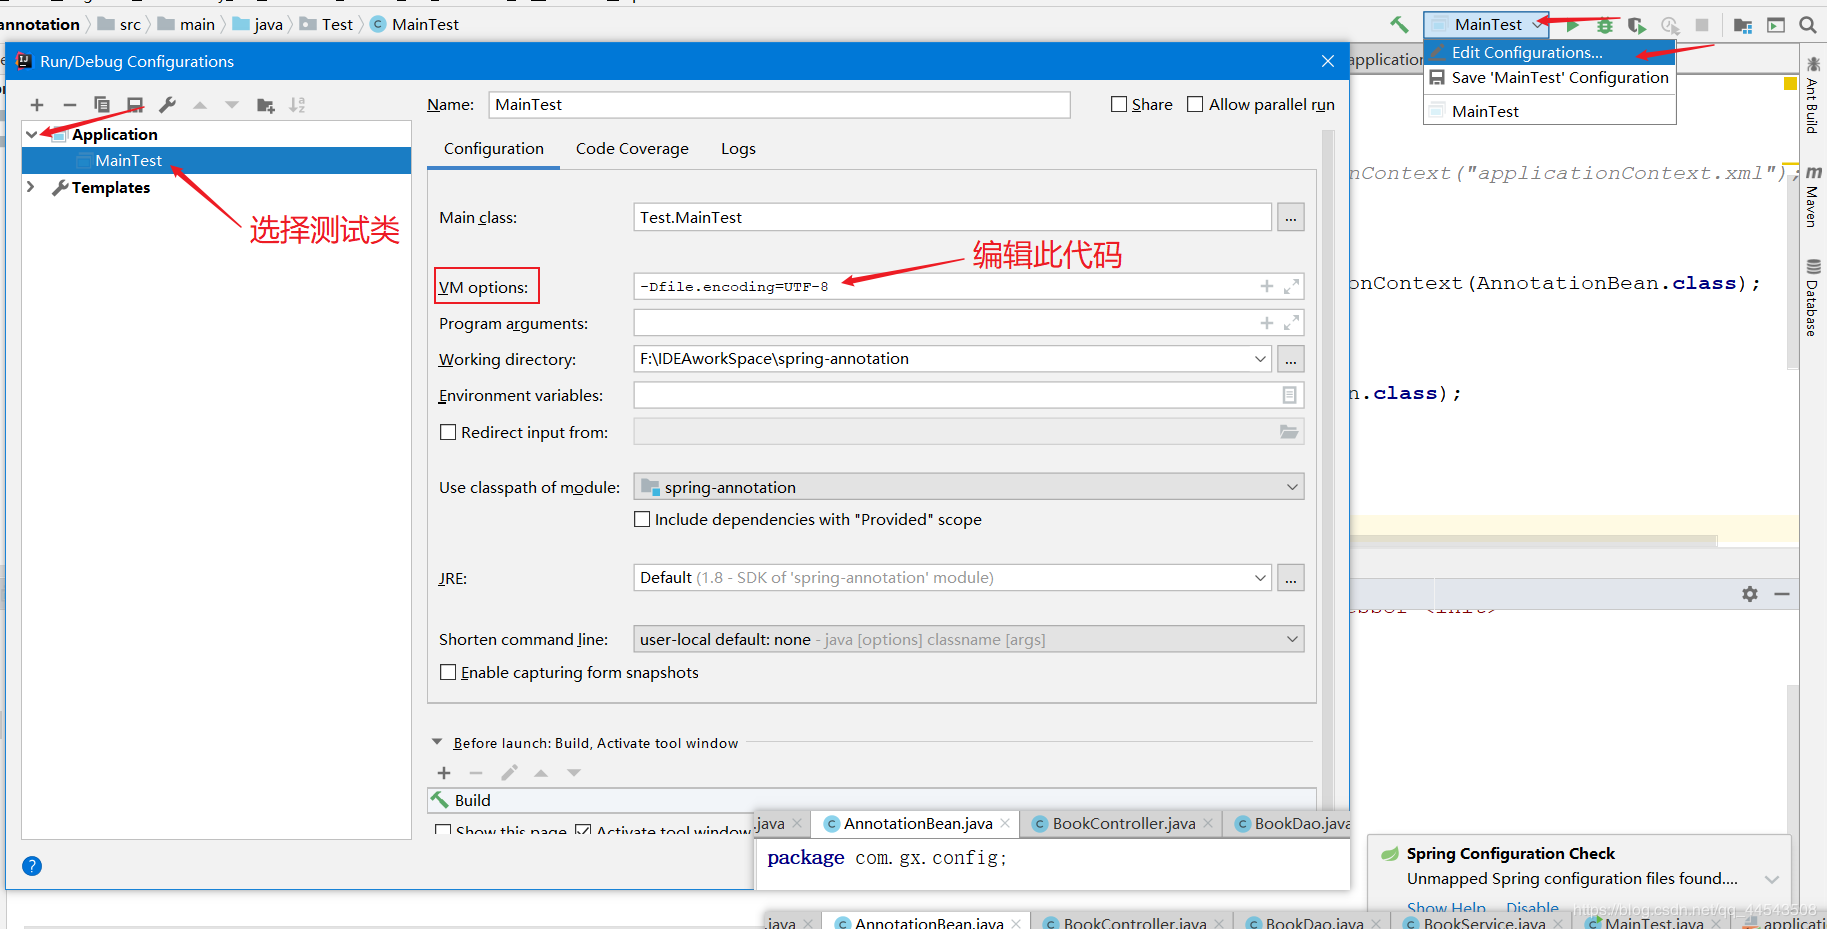 annotation src main java Test MainTest
MainTest
Edit Configurations...
Save 'MainTest' Configuration
MainTest
Run/Debug Configurations
Application
MainTest
Templates
选择测试类
Name: MainTest
Share Allow parallel run
Configuration Code Coverage Logs
Main class: Test.MainTest ...
编辑此代码
VM options: -Dfile.encoding=UTF-8
Program arguments:
Working directory: F:\IDEAworkSpace\spring-annotation ...
Environment variables:
Redirect input from:
Use classpath of module: spring-annotation
Include dependencies with "Provided" scope
JRE: Default (1.8 - SDK of 'spring-annotation' module) ...
Shorten command line: user-local default: none - java [options] classname [args]
Enable capturing form snapshots
Before launch: Build, Activate tool window
Build
Show this page Activate tool window
application
nContext("applicationContext.xml");
onContext(AnnotationBean.class);
n.class);
<init>
Ant Build
Maven
Database
.java AnnotationBean.java BookController.java BookDao.java
package com.gx.config;
Spring Configuration Check
Unmapped Spring configuration files found....
Show Help Disable
https://blog.csdn.net/qq_44543508
.java AnnotationBean.java BookController.java BookDao.java BookService.java MainTest.java applicati